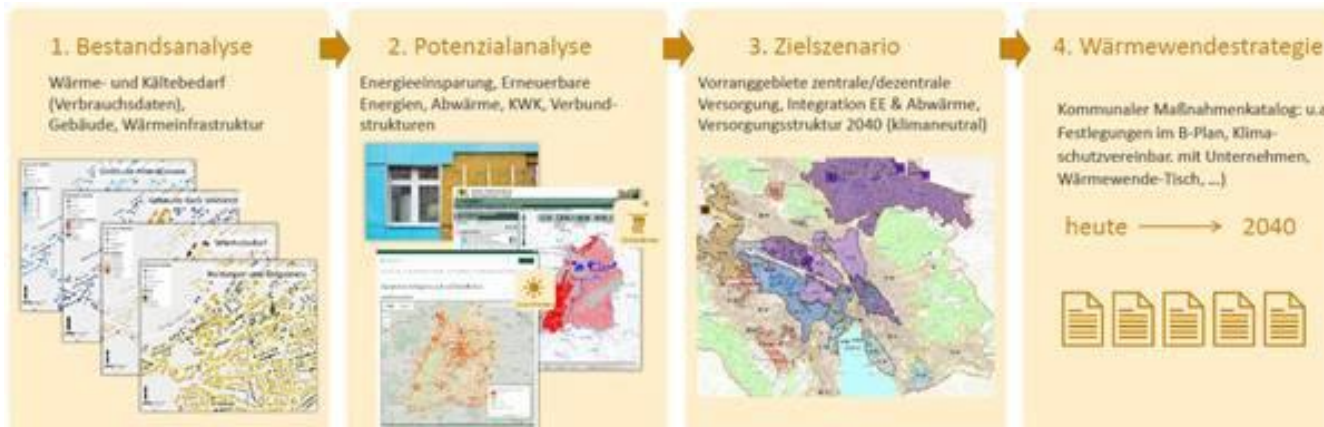 1. Bestandsanalyse
Wärme- und Kältebedarf
(Verbrauchsdaten),
Gebäude, Wärmeinfrastruktur
Wärmebedarf
2. Potenzialanalyse
Energieeinsparung, Erneuerbare
Energien, Abwärme, KWK, Verbund-
strukturen
3. Zielszenario
Vorranggebiete zentrale/dezentrale
Versorgung, Integration EE & Abwärme,
Versorgungsstruktur 2040 (klimaneutral)
4. Wärmewendestrategie
Kommunaler Maßnahmenkatalog: u.a
Festlegungen im B-Plan, Klima-
schutzvereinbar. mit Unternehmen,
Wärmewende-Tisch, ...)
heute
2040